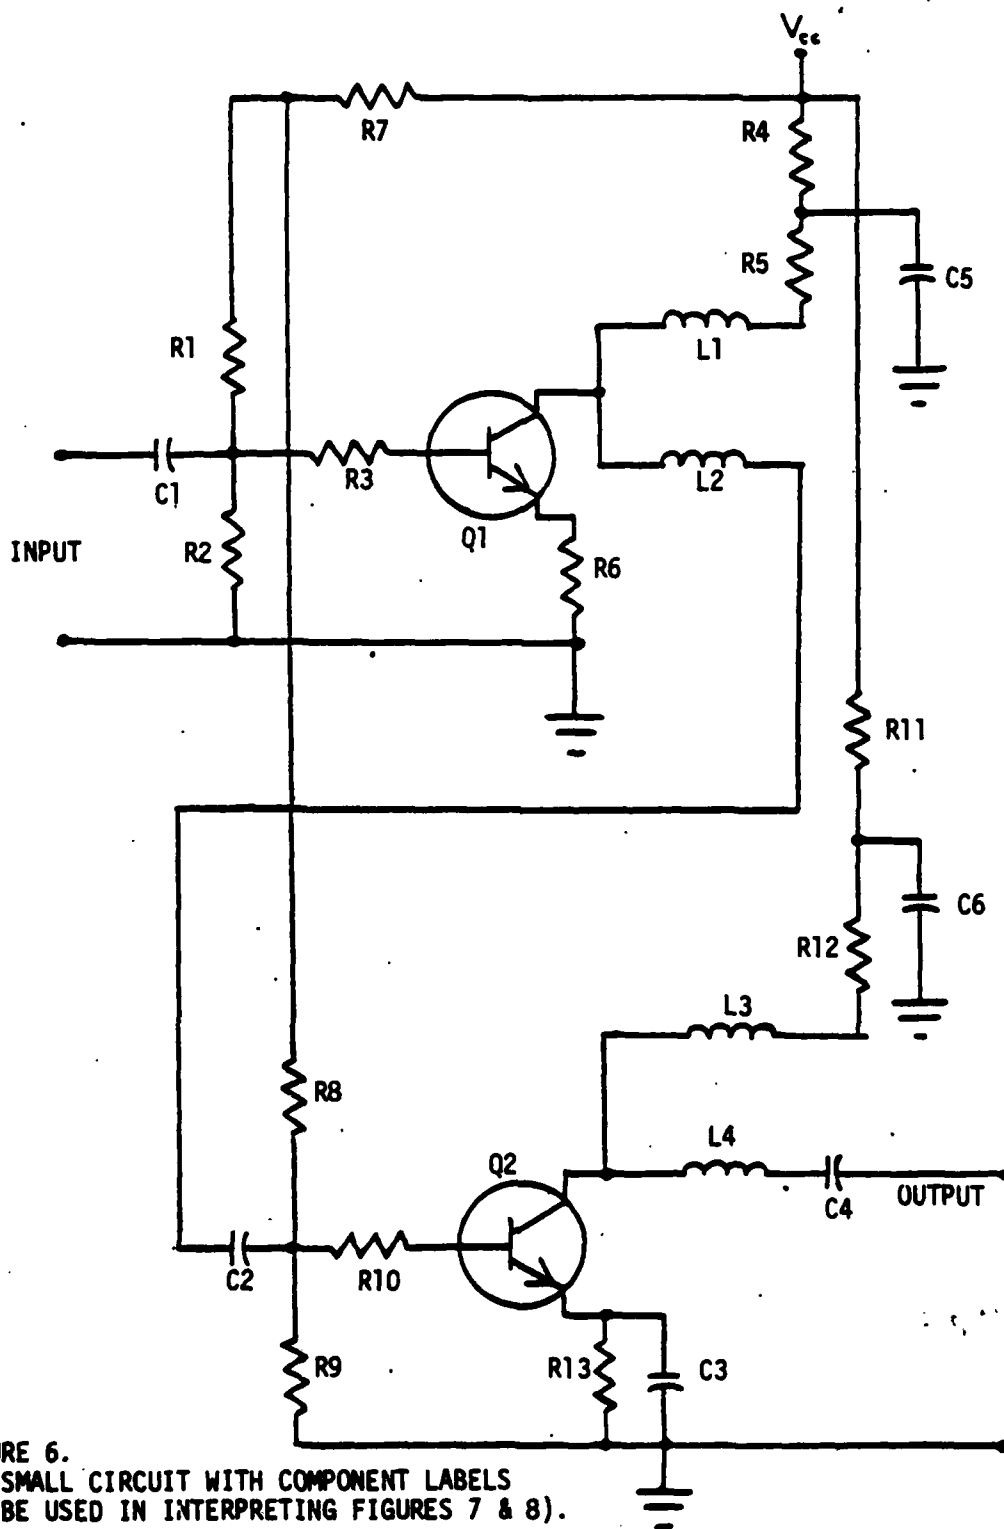 Vcc
R7
R4
R5
C5
R1
L1
C1
R3
L2
INPUT
R2
Q1
R6
R11
C6
R12
L3
R8
Q2
L4
C4
OUTPUT
C2
R10
R9
R13
C3
RE 6.
SMALL CIRCUIT WITH COMPONENT LABELS
BE USED IN INTERPRETING FIGURES 7 & 8).